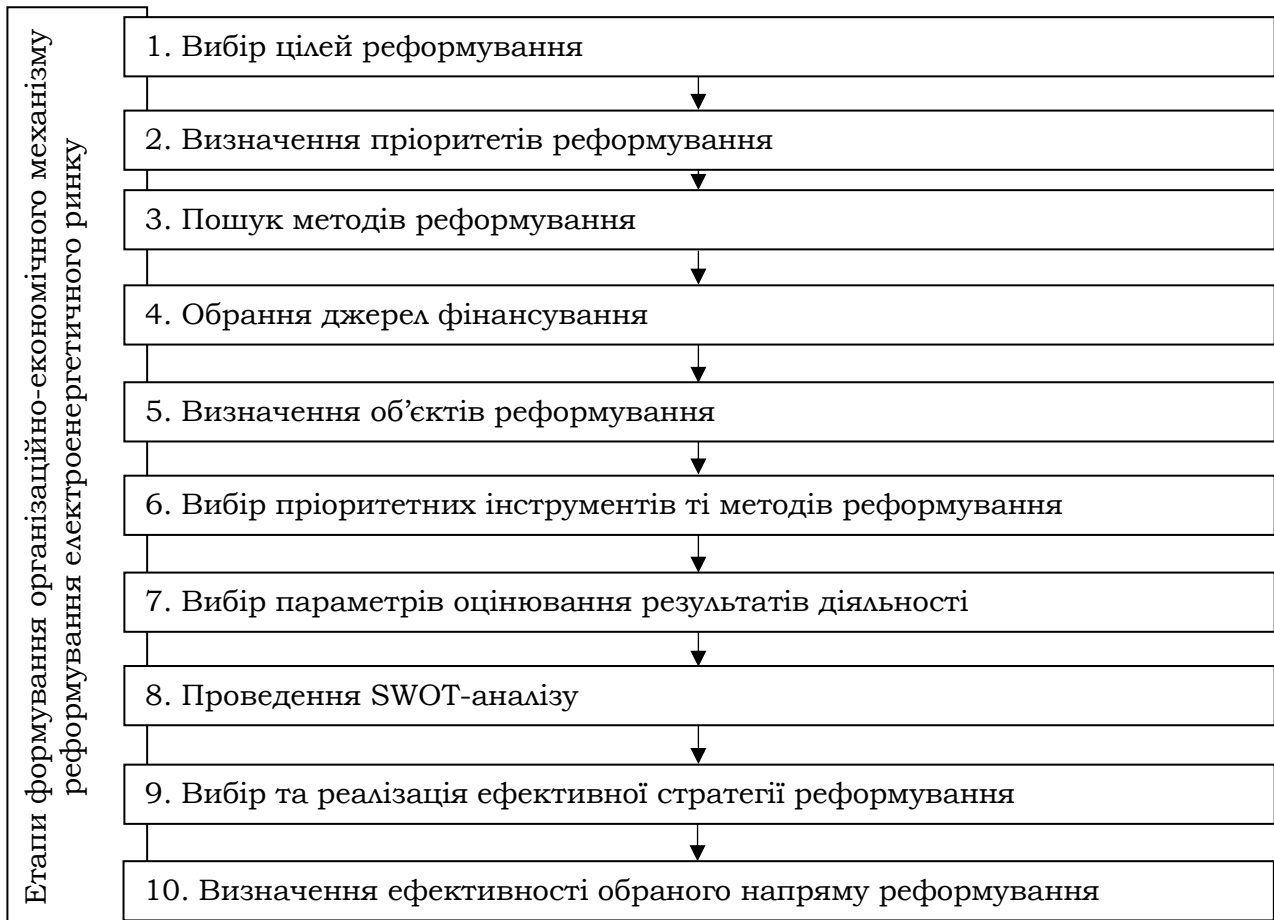 Етапи формування організаційно-економічного механізму
реформування електроенергетичного ринку
1. Вибір цілей реформування
2. Визначення пріоритетів реформування
3. Пошук методів реформування
4. Обрання джерел фінансування
5. Визначення об’єктів реформування
6. Вибір пріоритетних інструментів ті методів реформування
7. Вибір параметрів оцінювання результатів діяльності
8. Проведення SWOT-аналізу
9. Вибір та реалізація ефективної стратегії реформування
10. Визначення ефективності обраного напряму реформування